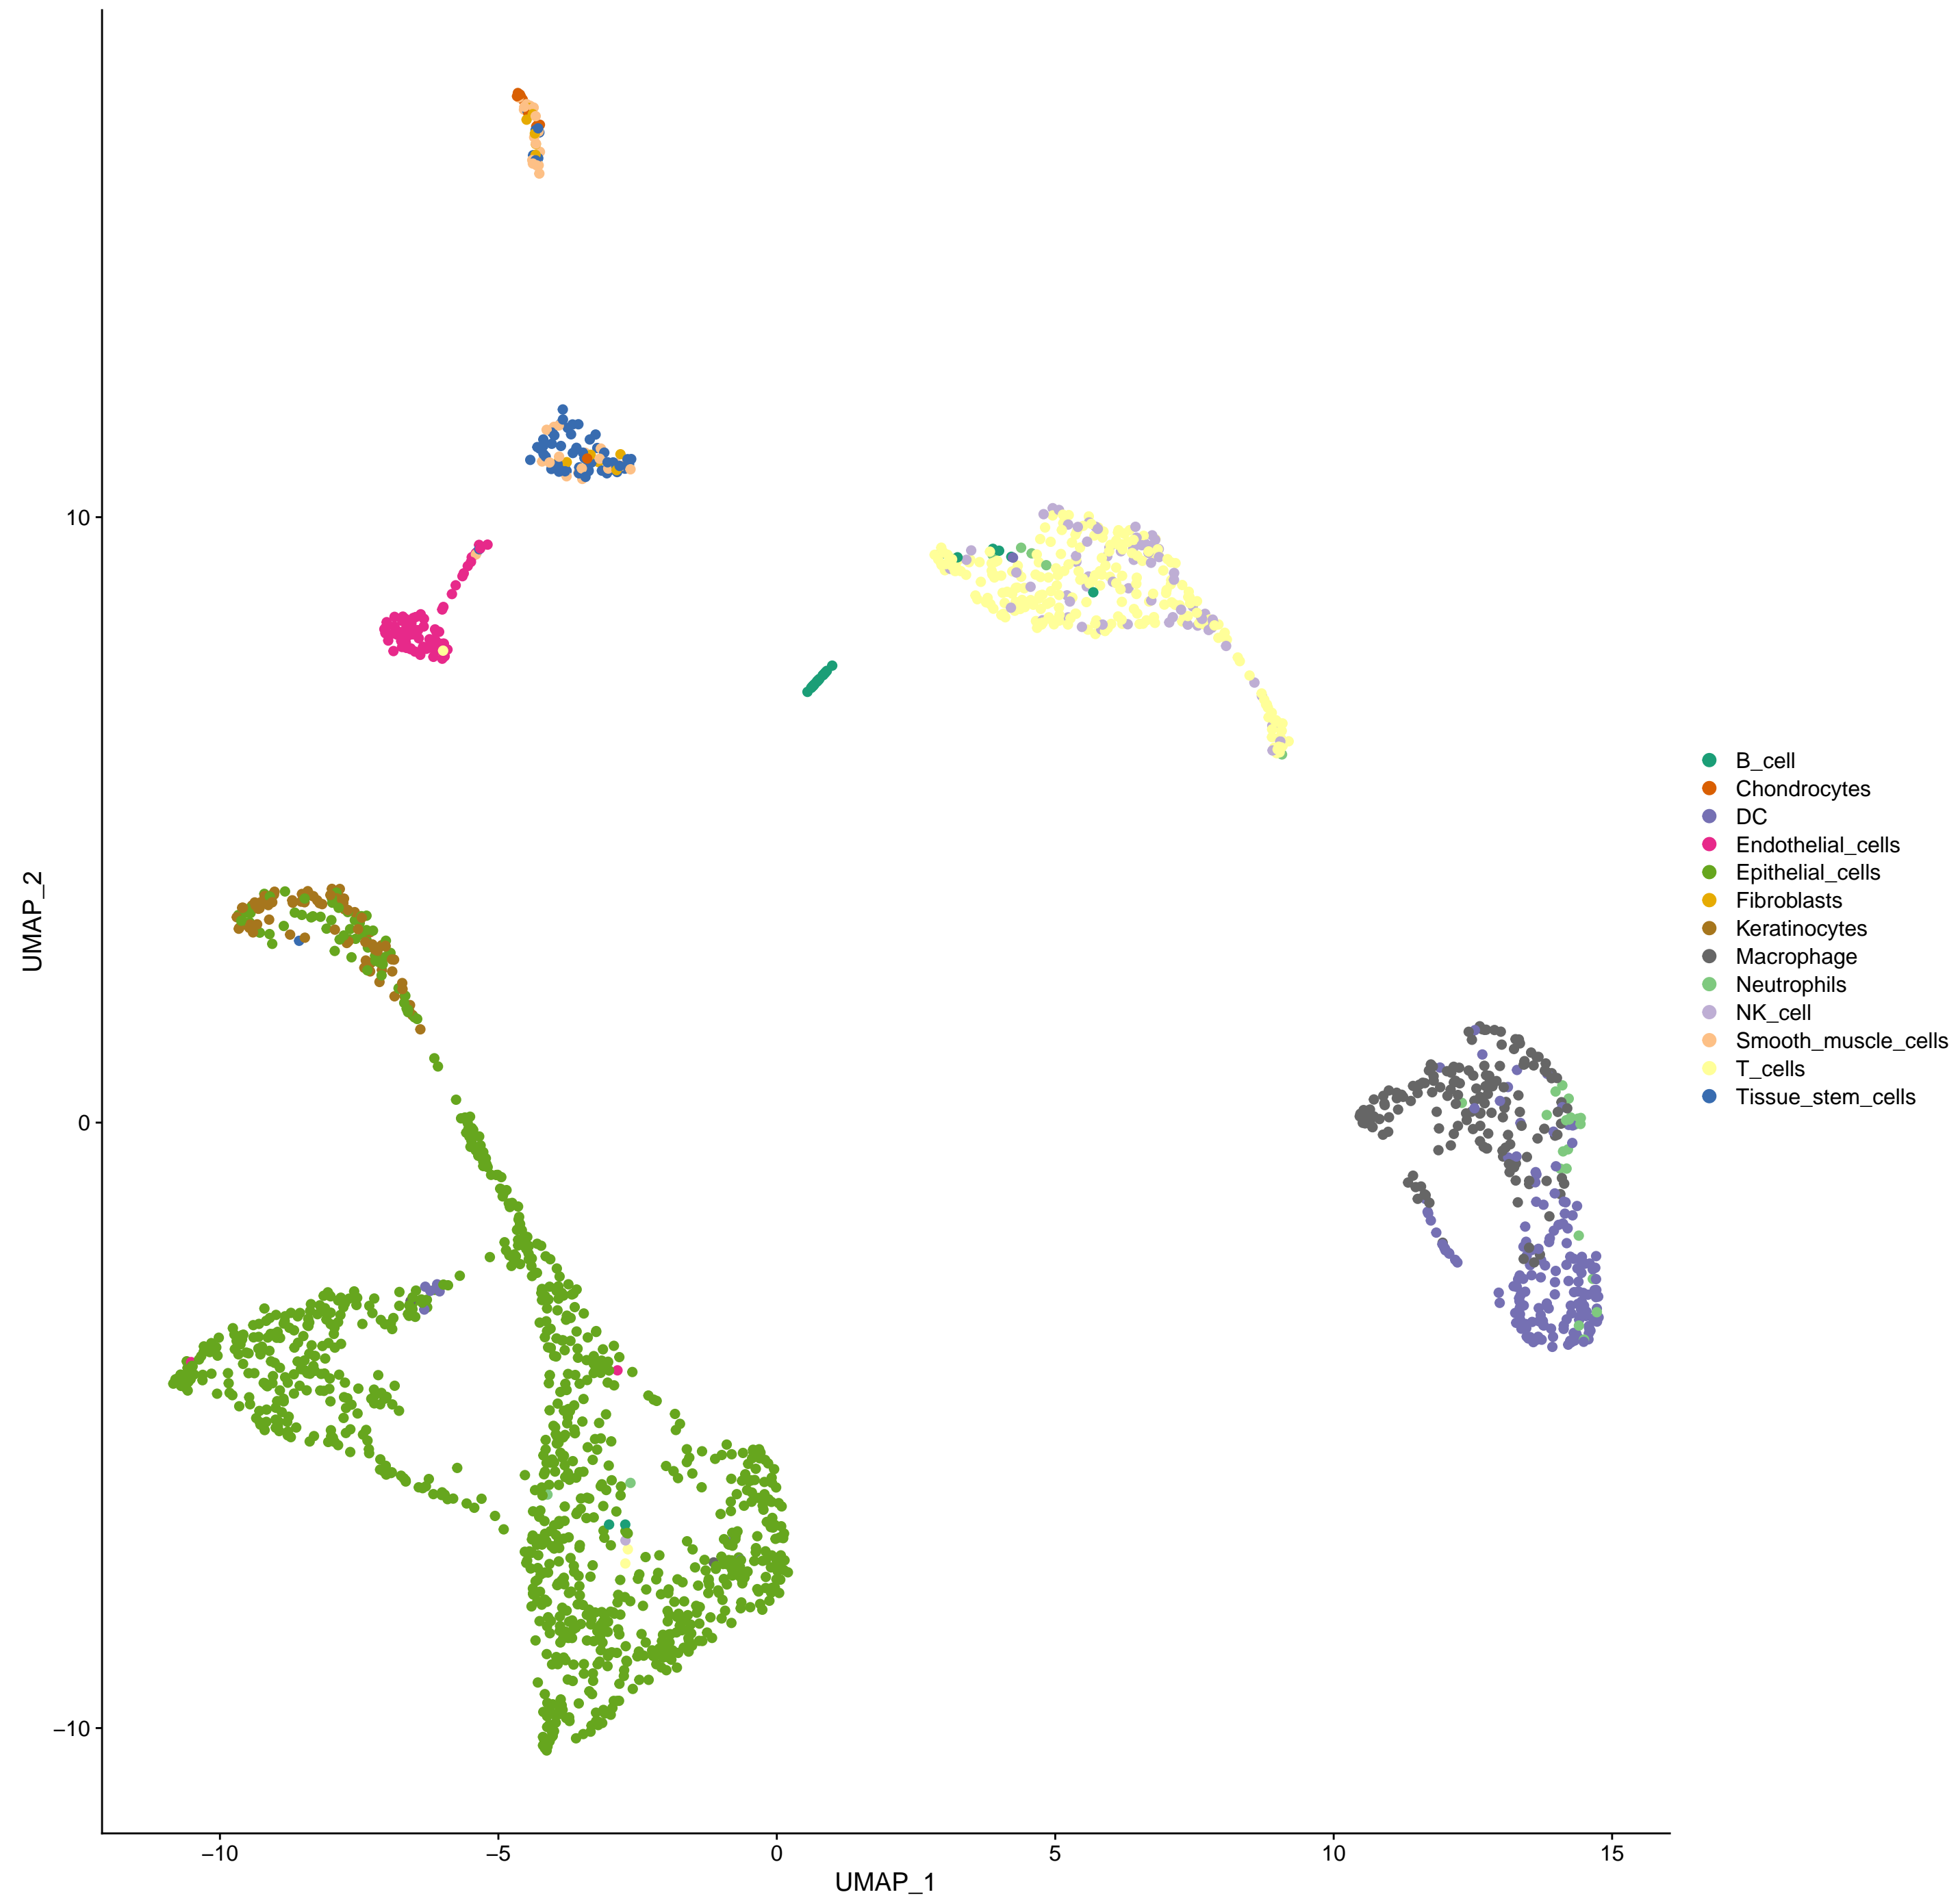 10
0
−10
UMAP_2
−10
−5
0
5
10
15
UMAP_1
B_cell
Chondrocytes
DC
Endothelial_cells
Epithelial_cells
Fibroblasts
Keratinocytes
Macrophage
Neutrophils
NK_cell
Smooth_muscle_cells
T_cells
Tissue_stem_cells